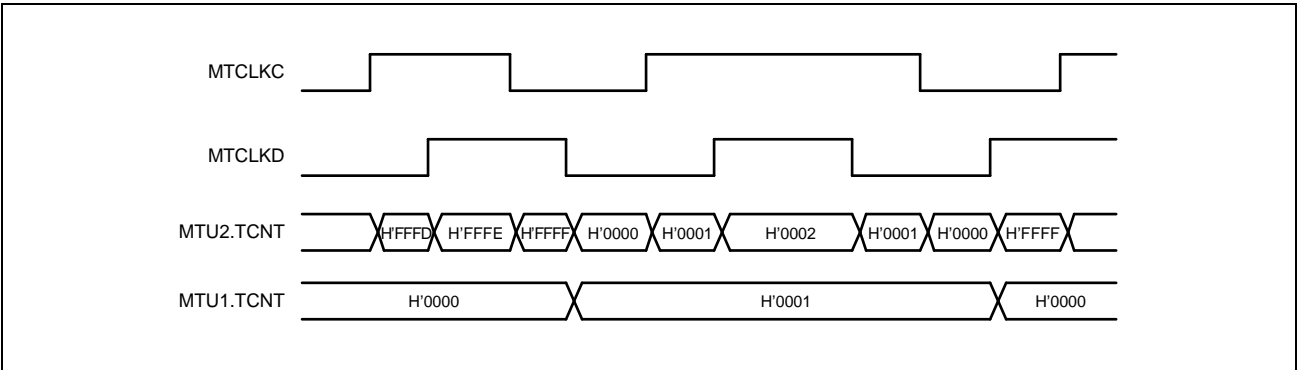 MTCLKC
MTCLKD
MTU2.TCNT H'FFFD H'FFFE H'FFFF H'0000 H'0001 H'0002 H'0001 H'0000 H'FFFF
MTU1.TCNT H'0000 H'0001 H'0000